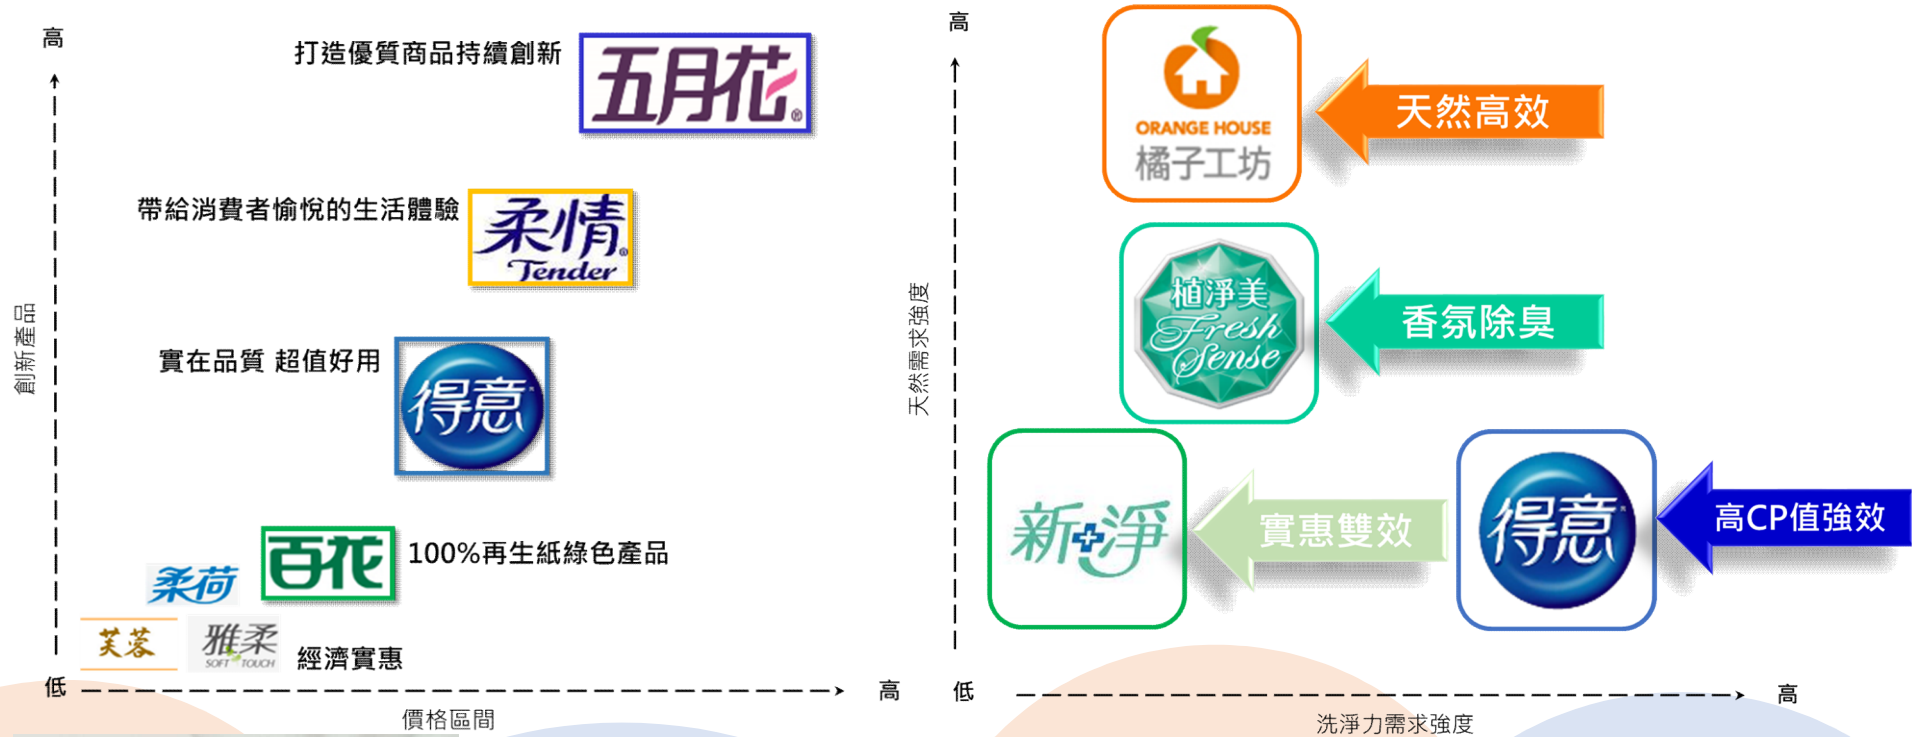 高
打造優質商品持續創新
五月花®
帶給消費者愉悅的生活體驗
柔情®
Tender
實在品質 超值好用
得意
創新產品
百花
100%再生紙綠色產品
柔荷
芙蓉
雅柔
SOFT TOUCH
經濟實惠
低
高
價格區間
高
ORANGE HOUSE
橘子工坊
天然高效
植淨美
Fresh
Sense
香氛除臭
天然需求強度
新淨
實惠雙效
得意
高CP值強效
低
高
洗淨力需求強度